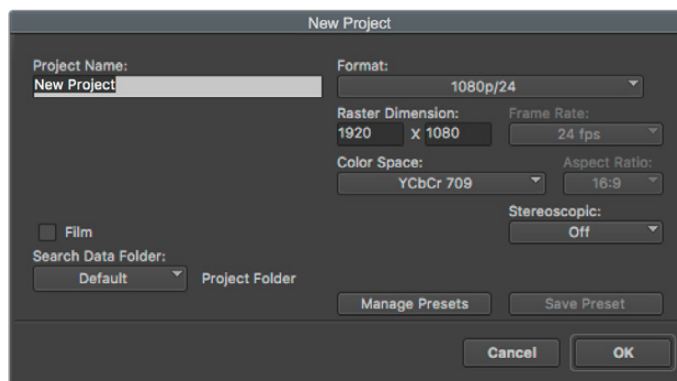 New Project
Project Name:
New Project
Format:
1080p/24
Raster Dimension:
1920 x 1080
Frame Rate:
24 fps
Color Space:
YCbCr 709
Aspect Ratio:
16:9
Stereoscopic:
Off
Film
Search Data Folder:
Default
Project Folder
Manage Presets
Save Preset
Cancel
OK